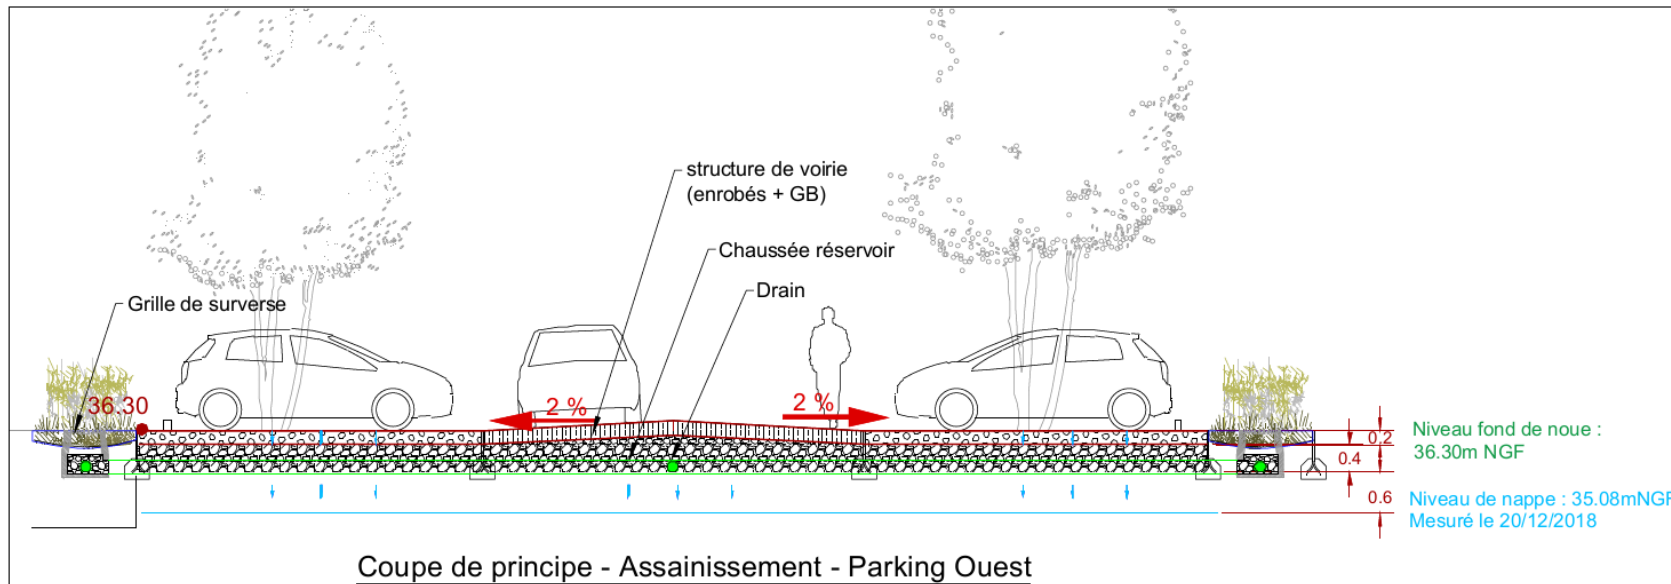 structure de voirie
(enrobés + GB)
Chaussée réservoir
Drain
Grille de surverse
36.30
2 %
2 %
0.2
0.4
0.6
Niveau fond de noue :
36.30m NGF
Niveau de nappe : 35.08mNGF
Mesuré le 20/12/2018
Coupe de principe - Assainissement - Parking Ouest